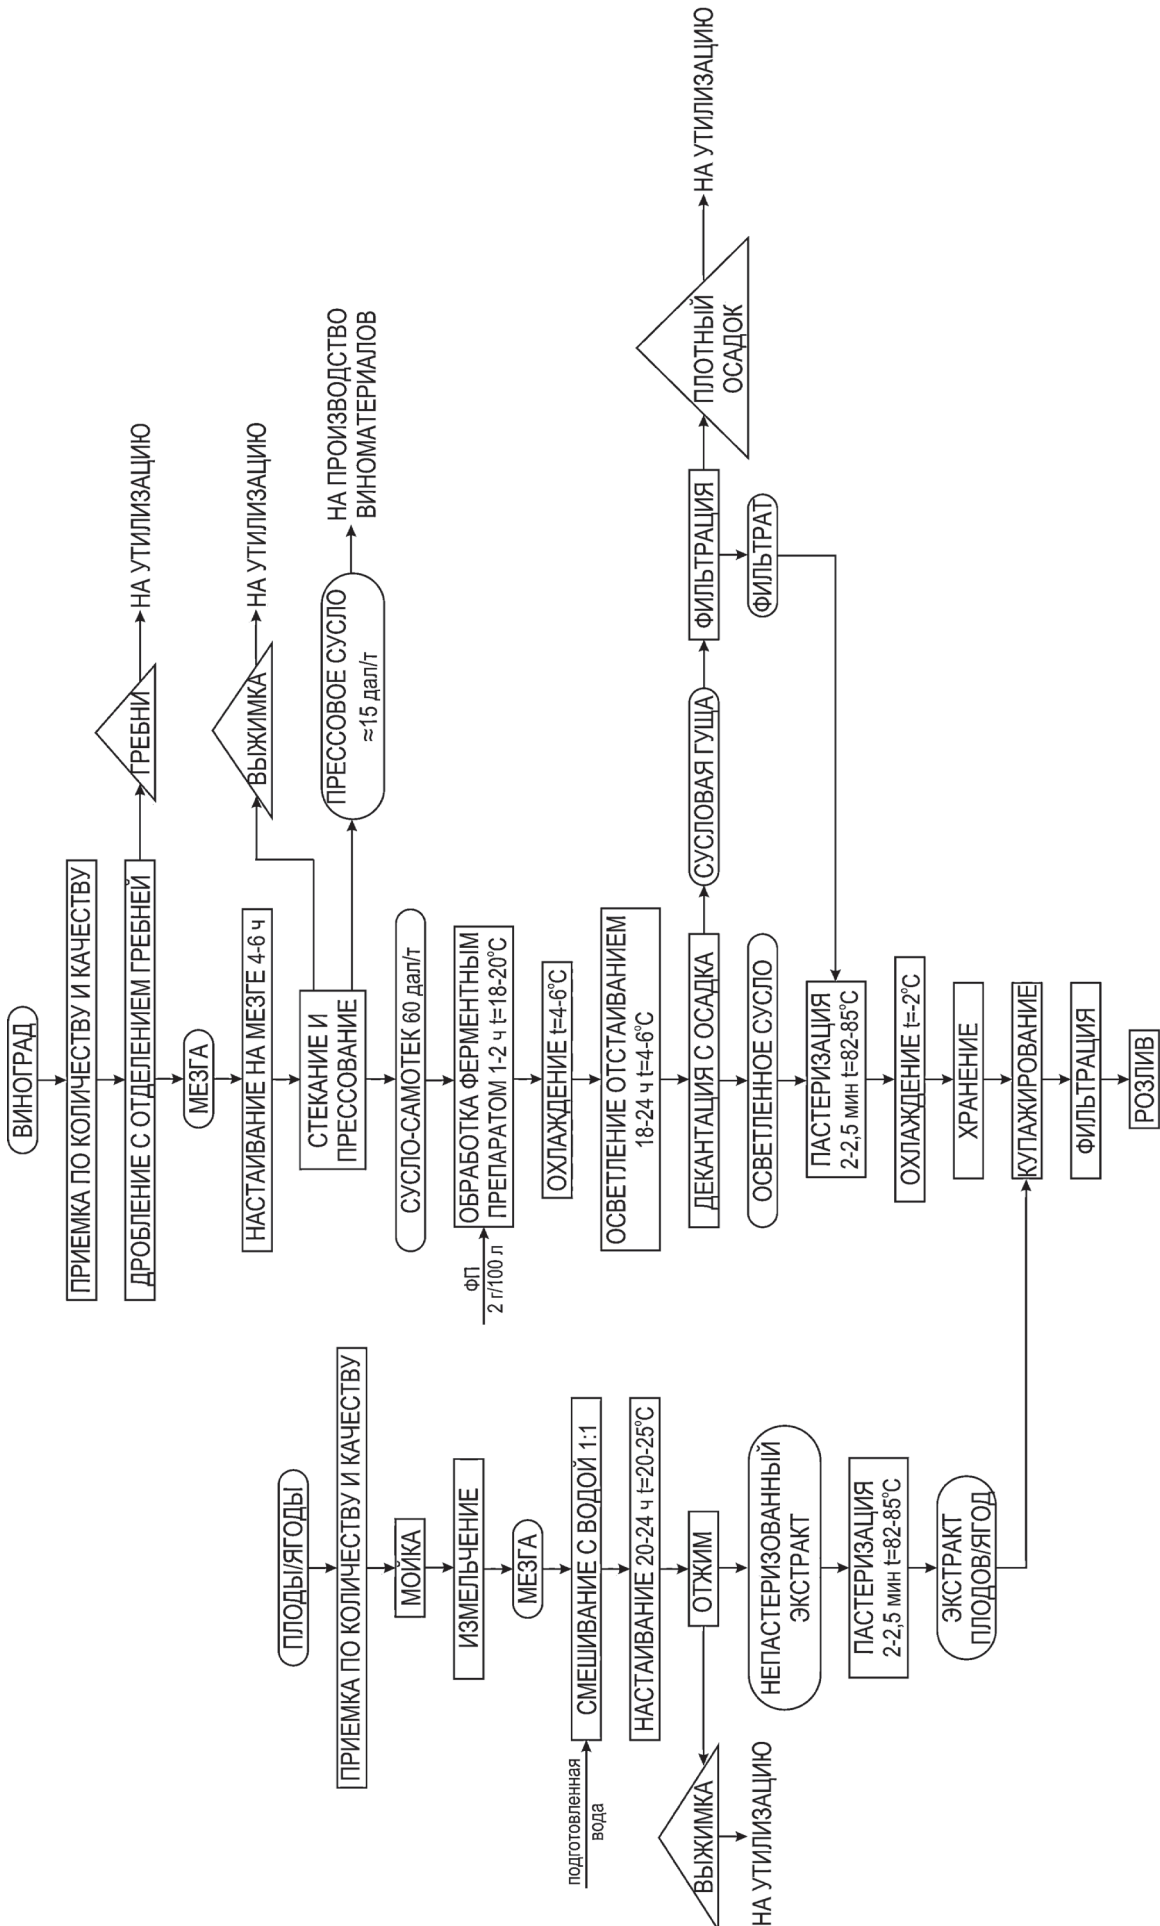 ВИНОГРАД
ПРИЕМКА ПО КОЛИЧЕСТВУ И КАЧЕСТВУ
ДРОБЛЕНИЕ С ОТДЕЛЕНИЕМ ГРЕБНЕЙ
ГРЕБНИ
НА УТИЛИЗАЦИЮ
МЕЗГА
НАСТАИВАНИЕ НА МЕЗГЕ 4-6 ч
СТЕКАНИЕ И
ПРЕССОВАНИЕ
ВЫЖИМКА
НА УТИЛИЗАЦИЮ
ПРЕССОВОЕ СУСЛО
≈15 дал/т
НА ПРОИЗВОДСТВО
ВИНОМАТЕРИАЛОВ
СУСЛО-САМОТЕК 60 дал/т
ФП
2 г/100 л
ОБРАБОТКА ФЕРМЕНТНЫМ
ПРЕПАРАТОМ 1-2 ч t=18-20°С
ОХЛАЖДЕНИЕ t=4-6°С
ОСВЕТЛЕНИЕ ОТСТАИВАНИЕМ
18-24 ч t=4-6°С
ДЕКАНТАЦИЯ С ОСАДКА
СУСЛОВАЯ ГУЩА
ФИЛЬТРАЦИЯ
ПЛОТНЫЙ
ОСАДОК
НА УТИЛИЗАЦИЮ
ФИЛЬТРАТ
ОСВЕТЛЕННОЕ СУСЛО
ПАСТЕРИЗАЦИЯ
2-2,5 мин t=82-85°С
ОХЛАЖДЕНИЕ t=-2°С
ХРАНЕНИЕ
КУПАЖИРОВАНИЕ
ФИЛЬТРАЦИЯ
РОЗЛИВ
ПЛОДЫ/ЯГОДЫ
ПРИЕМКА ПО КОЛИЧЕСТВУ И КАЧЕСТВУ
МОЙКА
ИЗМЕЛЬЧЕНИЕ
МЕЗГА
подготовленная
вода
СМЕШИВАНИЕ С ВОДОЙ 1:1
НАСТАИВАНИЕ 20-24 ч t=20-25°С
ОТЖИМ
ВЫЖИМКА
НА УТИЛИЗАЦИЮ
НЕПАСТЕРИЗОВАННЫЙ
ЭКСТРАКТ
ПАСТЕРИЗАЦИЯ
2-2,5 мин t=82-85°С
ЭКСТРАКТ
ПЛОДОВ/ЯГОД